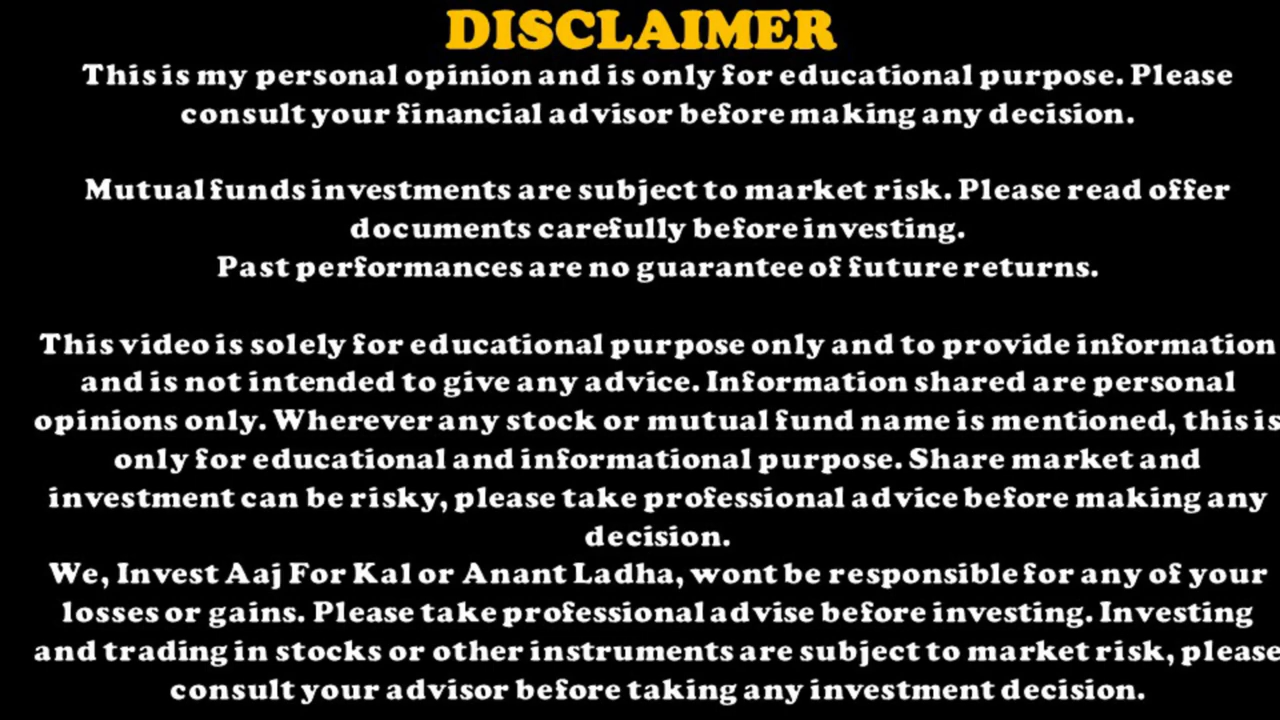 DISCLAIMER
This is my personal opinion and is only for educational purpose. Please
consult your financial advisor before making any decision.
Mutual funds investments are subject to market risk. Please read offer
documents carefully before investing.
Past performances are no guarantee of future returns.
This video is solely for educational purpose only and to provide information
and is not intended to give any advice. Information shared are personal
opinions only. Wherever any stock or mutual fund name is mentioned, this is
only for educational and informational purpose. Share market and
investment can be risky, please take professional advice before making any
decision.
We, Invest Aaj For Kal or Anant Ladha, wont be responsible for any of your
losses or gains. Please take professional advise before investing. Investing
and trading in stocks or other instruments are subject to market risk, please
consult your advisor before taking any investment decision.